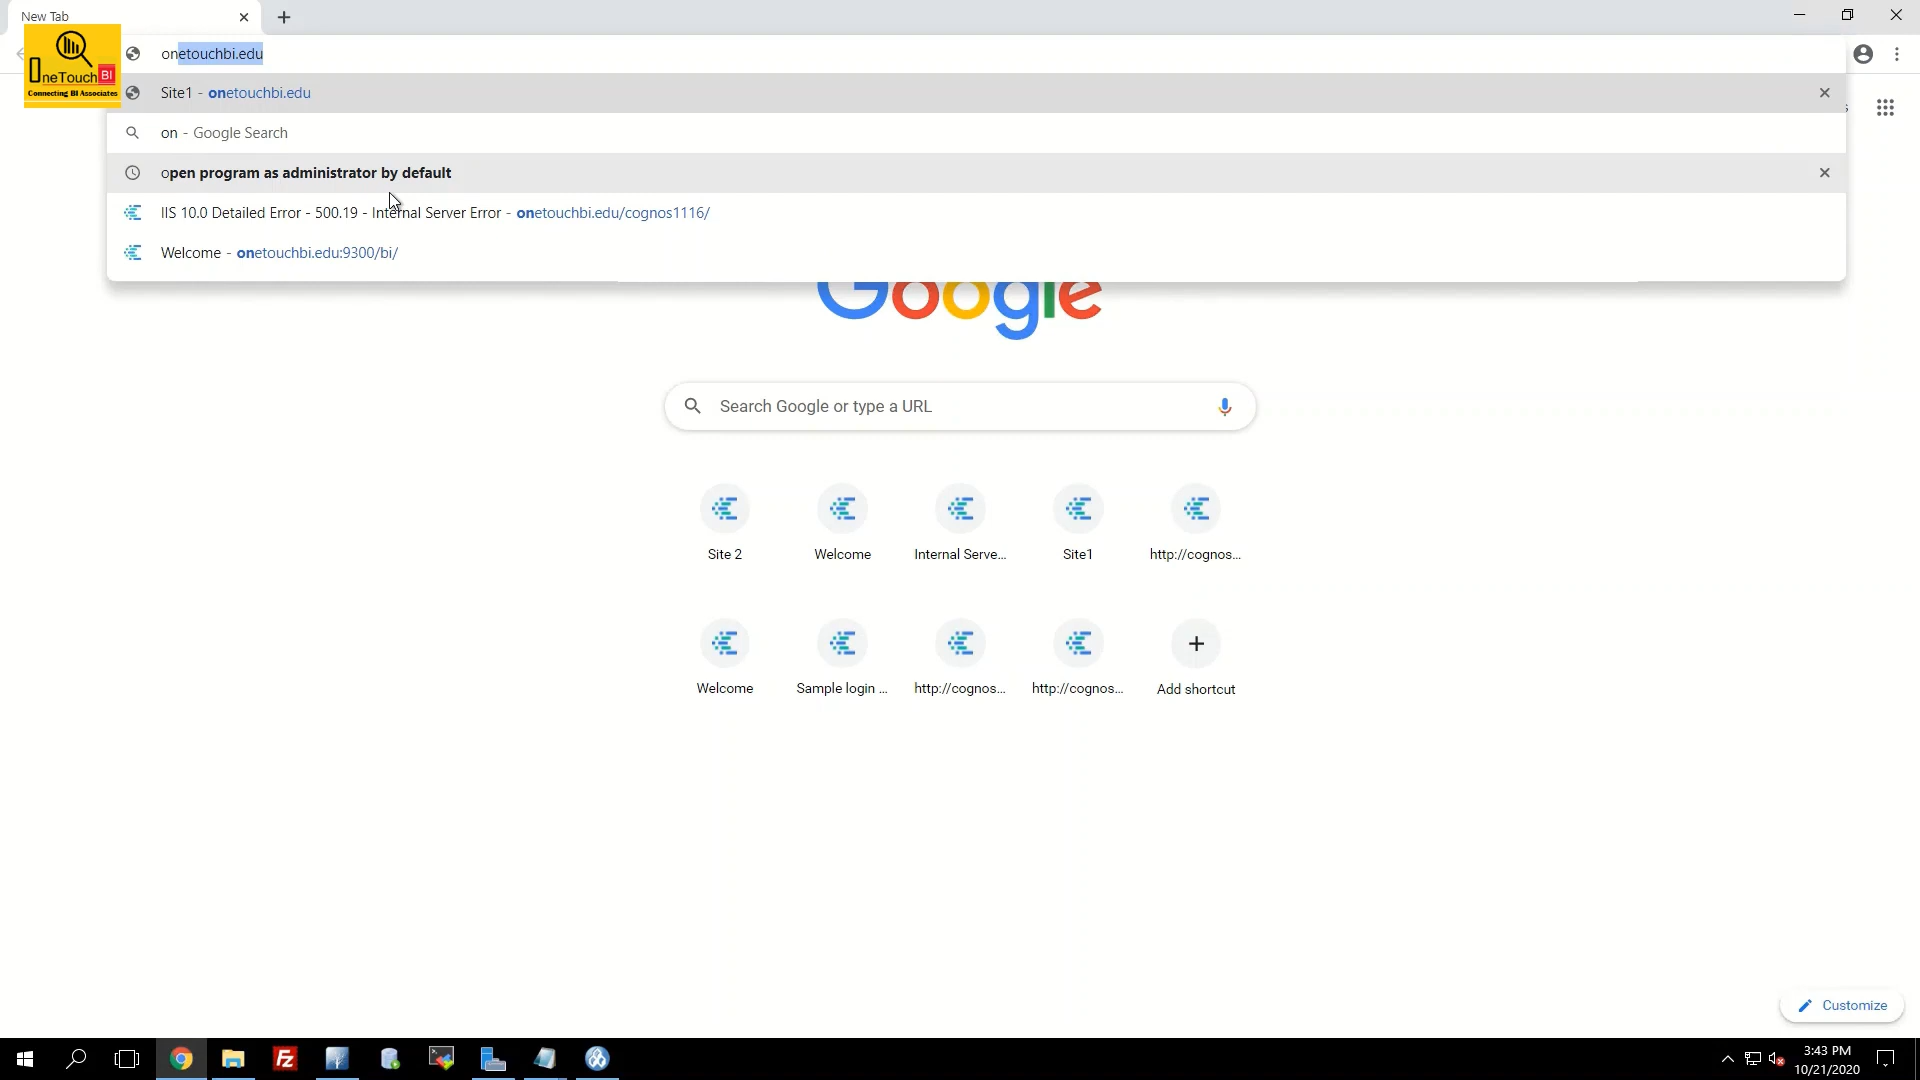 New Tab
OneTouch BI
Connecting BI Associates
onetouchbi.edu
Site1 - onetouchbi.edu
on - Google Search
open program as administrator by default
IIS 10.0 Detailed Error - 500.19 - Internal Server Error - onetouchbi.edu/cognos1116/
Welcome - onetouchbi.edu:9300/bi/
Google
Search Google or type a URL
Site 2
Welcome
Internal Serve...
Site1
http://cognos...
Welcome
Sample login ...
http://cognos...
http://cognos...
Add shortcut
Customize
Fz
3:43 PM
10/21/2020